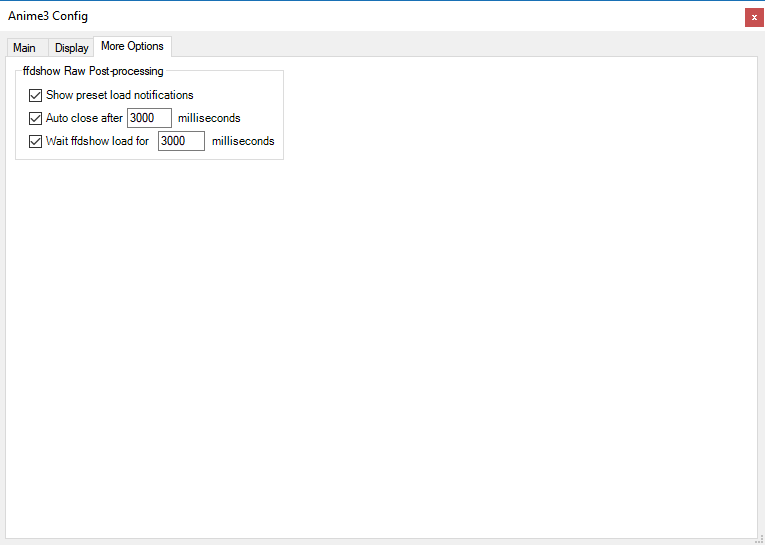 Anime3 Config
x
Main Display More Options
ffdshow Raw Post-processing
Show preset load notifications
Auto close after 3000 milliseconds
Wait ffdshow load for 3000 milliseconds